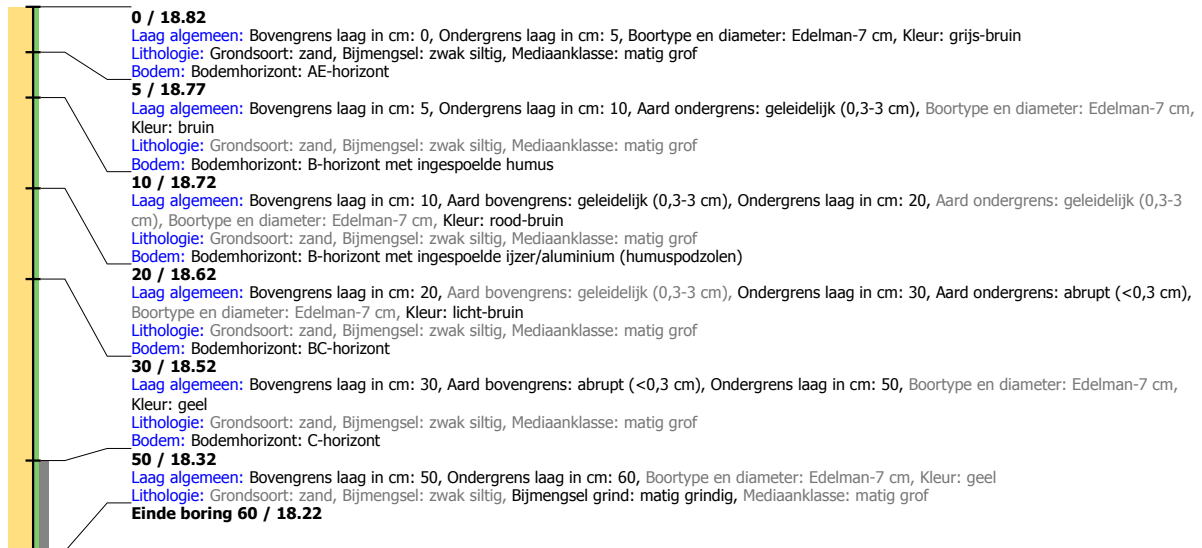 0 / 18.82
Laag algemeen: Bovengrens laag in cm: 0, Ondergrens laag in cm: 5, Boortype en diameter: Edelman-7 cm, Kleur: grijs-bruin
Lithologie: Grondsoort: zand, Bijmengsel: zwak siltig, Mediaanklasse: matig grof
Bodem: Bodemhorizont: AE-horizont
5 / 18.77
Laag algemeen: Bovengrens laag in cm: 5, Ondergrens laag in cm: 10, Aard ondergrens: geleidelijk (0,3-3 cm), Boortype en diameter: Edelman-7 cm,
Kleur: bruin
Lithologie: Grondsoort: zand, Bijmengsel: zwak siltig, Mediaanklasse: matig grof
Bodem: Bodemhorizont: B-horizont met ingespoelde humus
10 / 18.72
Laag algemeen: Bovengrens laag in cm: 10, Aard bovengrens: geleidelijk (0,3-3 cm), Ondergrens laag in cm: 20, Aard ondergrens: geleidelijk (0,3-3
cm), Boortype en diameter: Edelman-7 cm, Kleur: rood-bruin
Lithologie: Grondsoort: zand, Bijmengsel: zwak siltig, Mediaanklasse: matig grof
Bodem: Bodemhorizont: B-horizont met ingespoelde ijzer/aluminium (humuspodzolen)
20 / 18.62
Laag algemeen: Bovengrens laag in cm: 20, Aard bovengrens: geleidelijk (0,3-3 cm), Ondergrens laag in cm: 30, Aard ondergrens: abrupt (<0,3 cm),
Boortype en diameter: Edelman-7 cm, Kleur: licht-bruin
Lithologie: Grondsoort: zand, Bijmengsel: zwak siltig, Mediaanklasse: matig grof
Bodem: Bodemhorizont: BC-horizont
30 / 18.52
Laag algemeen: Bovengrens laag in cm: 30, Aard bovengrens: abrupt (<0,3 cm), Ondergrens laag in cm: 50, Boortype en diameter: Edelman-7 cm,
Kleur: geel
Lithologie: Grondsoort: zand, Bijmengsel: zwak siltig, Mediaanklasse: matig grof
Bodem: Bodemhorizont: C-horizont
50 / 18.32
Laag algemeen: Bovengrens laag in cm: 50, Ondergrens laag in cm: 60, Boortype en diameter: Edelman-7 cm, Kleur: geel
Lithologie: Grondsoort: zand, Bijmengsel: zwak siltig, Bijmengsel grind: matig grindig, Mediaanklasse: matig grof
Einde boring 60 / 18.22